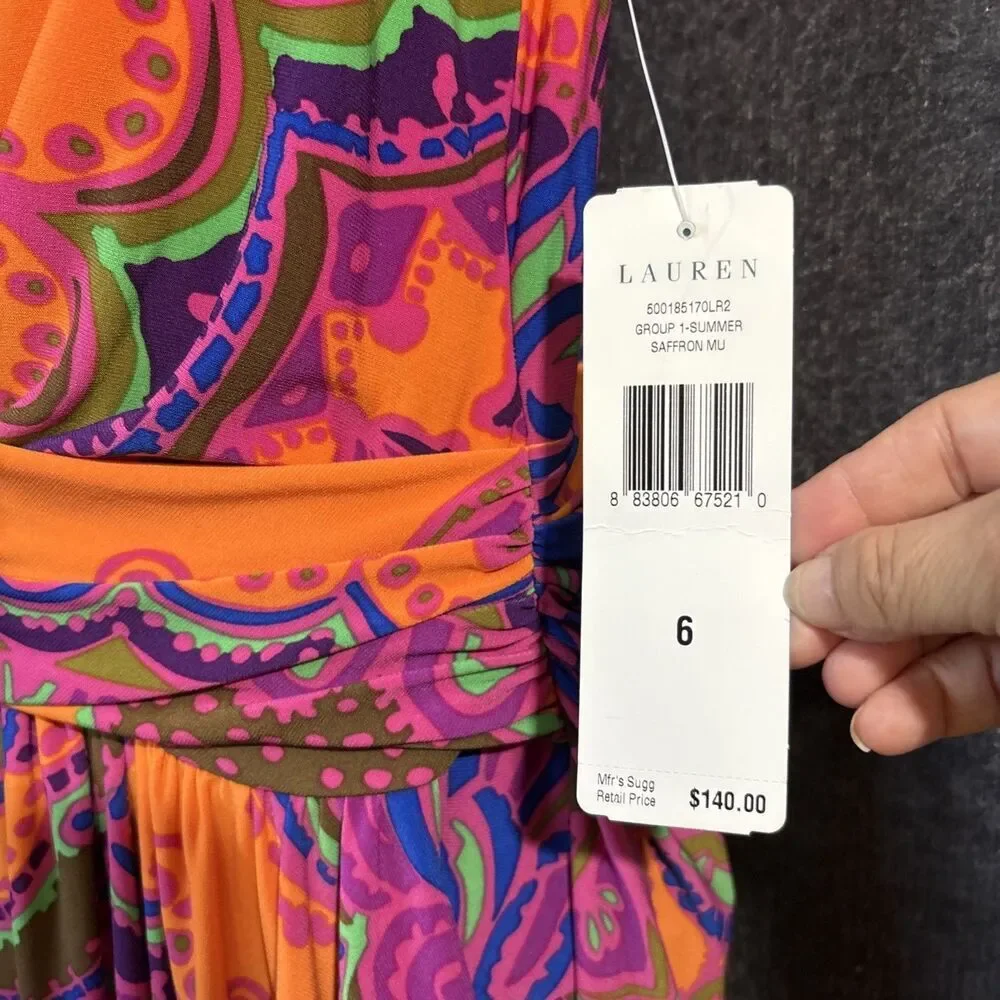 LAUREN
500185170LR2
GROUP 1-SUMMER
SAFFRON MU
8 83806 67521 0
6
Mfr's Sugg
Retail Price $140.00